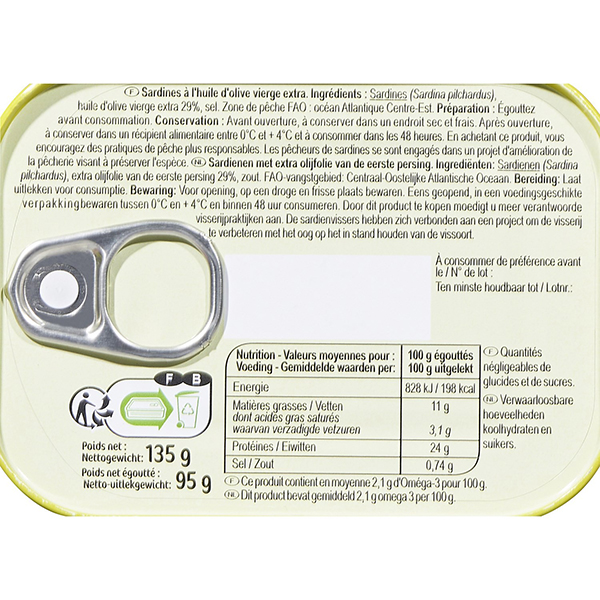 Ⓕ Sardines à l'huile d'olive vierge extra. Ingrédients : Sardines (Sardina pilchardus),
huile d'olive vierge extra 29%, sel. Zone de pêche FAO : océan Atlantique Centre-Est. Préparation : Égouttez
avant consommation. Conservation : Avant ouverture, à conserver dans un endroit sec et frais. Après ouverture,
à conserver dans un récipient alimentaire entre 0°C et + 4°C et à consommer dans les 48 heures. En achetant ce produit, vous
encouragez des pratiques de pêche plus responsables. Les pêcheurs de sardines se sont engagés dans un projet d'amélioration de
la pêcherie visant à préserver l'espèce. NL Sardienen met extra olijfolie van de eerste persing. Ingrediënten: Sardienen (Sardina
pilchardus), extra olijfolie van de eerste persing 29%, zout. FAO-vangstgebied: Centraal-Oostelijke Atlantische Oceaan. Bereiding: Laat
uitlekken voor consumptie. Bewaring: Voor opening, op een droge en frisse plaats bewaren. Eens geopend, in een voedingsgeschikte
verpakking bewaren tussen 0°C en + 4°C en binnen 48 uur consumeren. Door dit product te kopen moedigt u meer verantwoorde
visserijpraktijken aan. De sardienvissers hebben zich verbonden aan een project om de visserij
te verbeteren met het oog op het in stand houden van de vissoort.
À consommer de préférence avant
le / N° de lot :
Ten minste houdbaar tot / Lotnr.:
Nutrition - Valeurs moyennes pour : 100 g égouttés
Voeding - Gemiddelde waarden per: 100 g uitgelekt
Energie 828 kJ / 198 kcal
Matières grasses / Vetten 11 g
dont acides gras saturés
waarvan verzadigde vetzuren 3,1 g
Protéines / Eiwitten 24 g
Sel / Zout 0,74 g
Ⓕ Quantités
négligeables de
glucides et de sucres.
NL Verwaarloosbare
hoeveelheden
koolhydraten en
suikers.
Ⓕ Ce produit contient en moyenne 2,1 g d'Oméga-3 pour 100 g.
NL Dit product bevat gemiddeld 2,1 g omega 3 per 100 g.
F B
Poids net :
Nettogewicht: 135 g
Poids net égoutté :
Netto-uitlekgewicht: 95 g